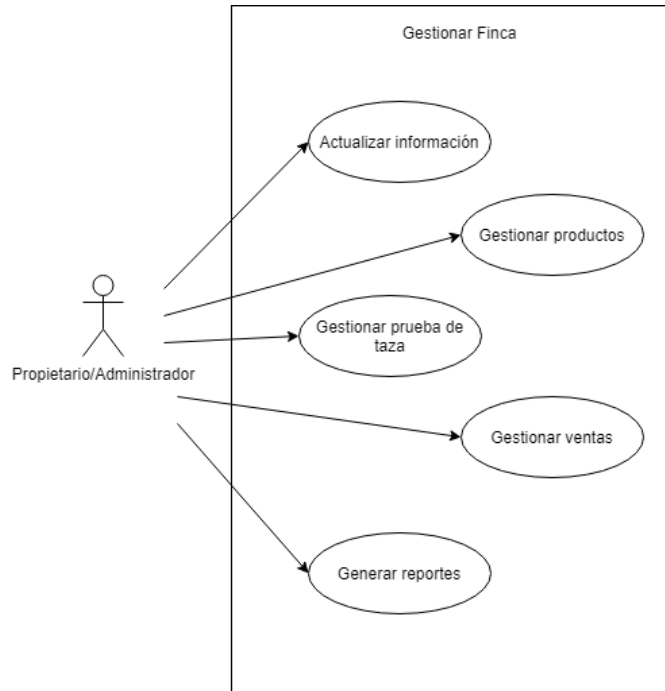 Gestionar Finca
Actualizar información
Gestionar productos
Gestionar prueba de
taza
Propietario/Administrador
Gestionar ventas
Generar reportes